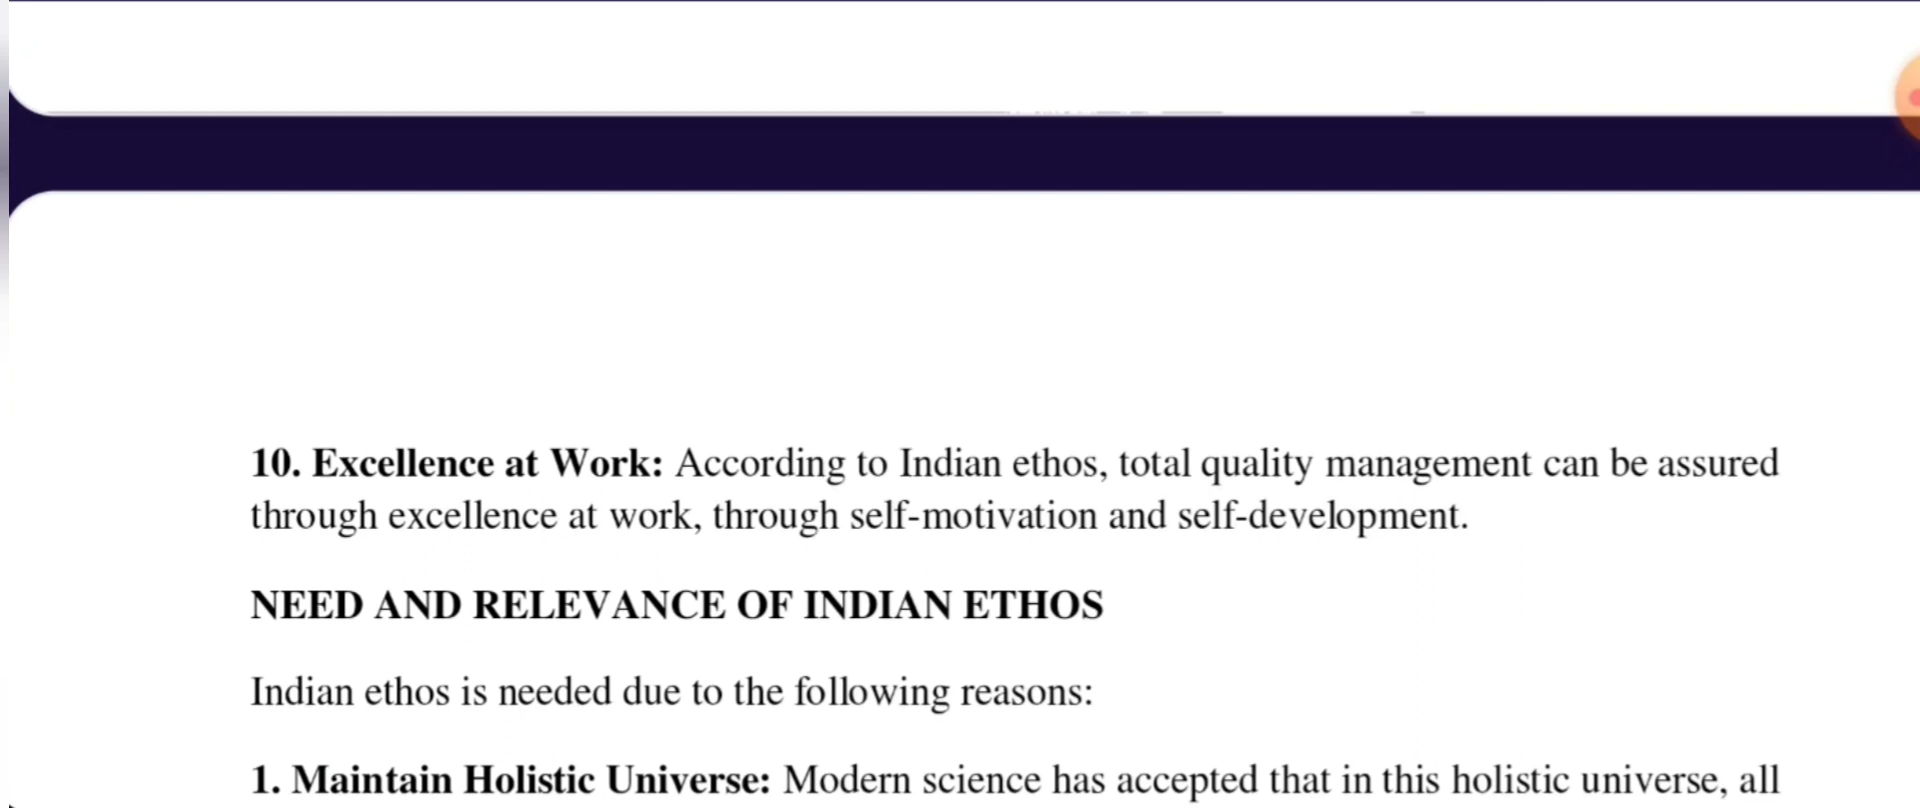 10. Excellence at Work: According to Indian ethos, total quality management can be assured
through excellence at work, through self-motivation and self-development.
NEED AND RELEVANCE OF INDIAN ETHOS
Indian ethos is needed due to the following reasons:
1. Maintain Holistic Universe: Modern science has accepted that in this holistic universe, all